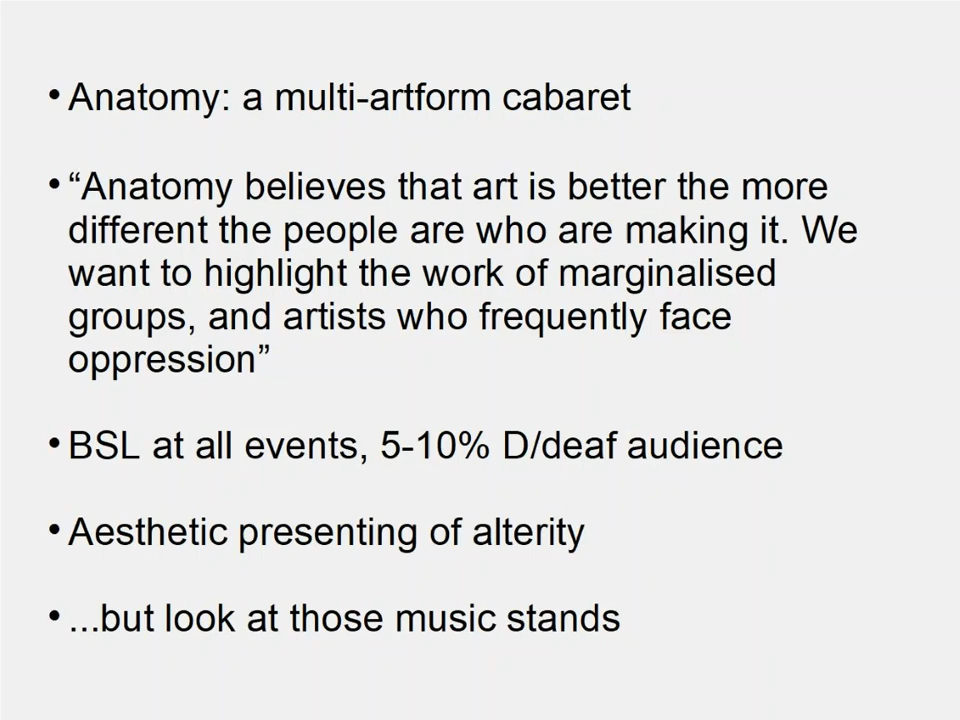 • Anatomy: a multi-artform cabaret
• “Anatomy believes that art is better the more
different the people are who are making it. We
want to highlight the work of marginalised
groups, and artists who frequently face
oppression”
• BSL at all events, 5-10% D/deaf audience
• Aesthetic presenting of alterity
• ...but look at those music stands